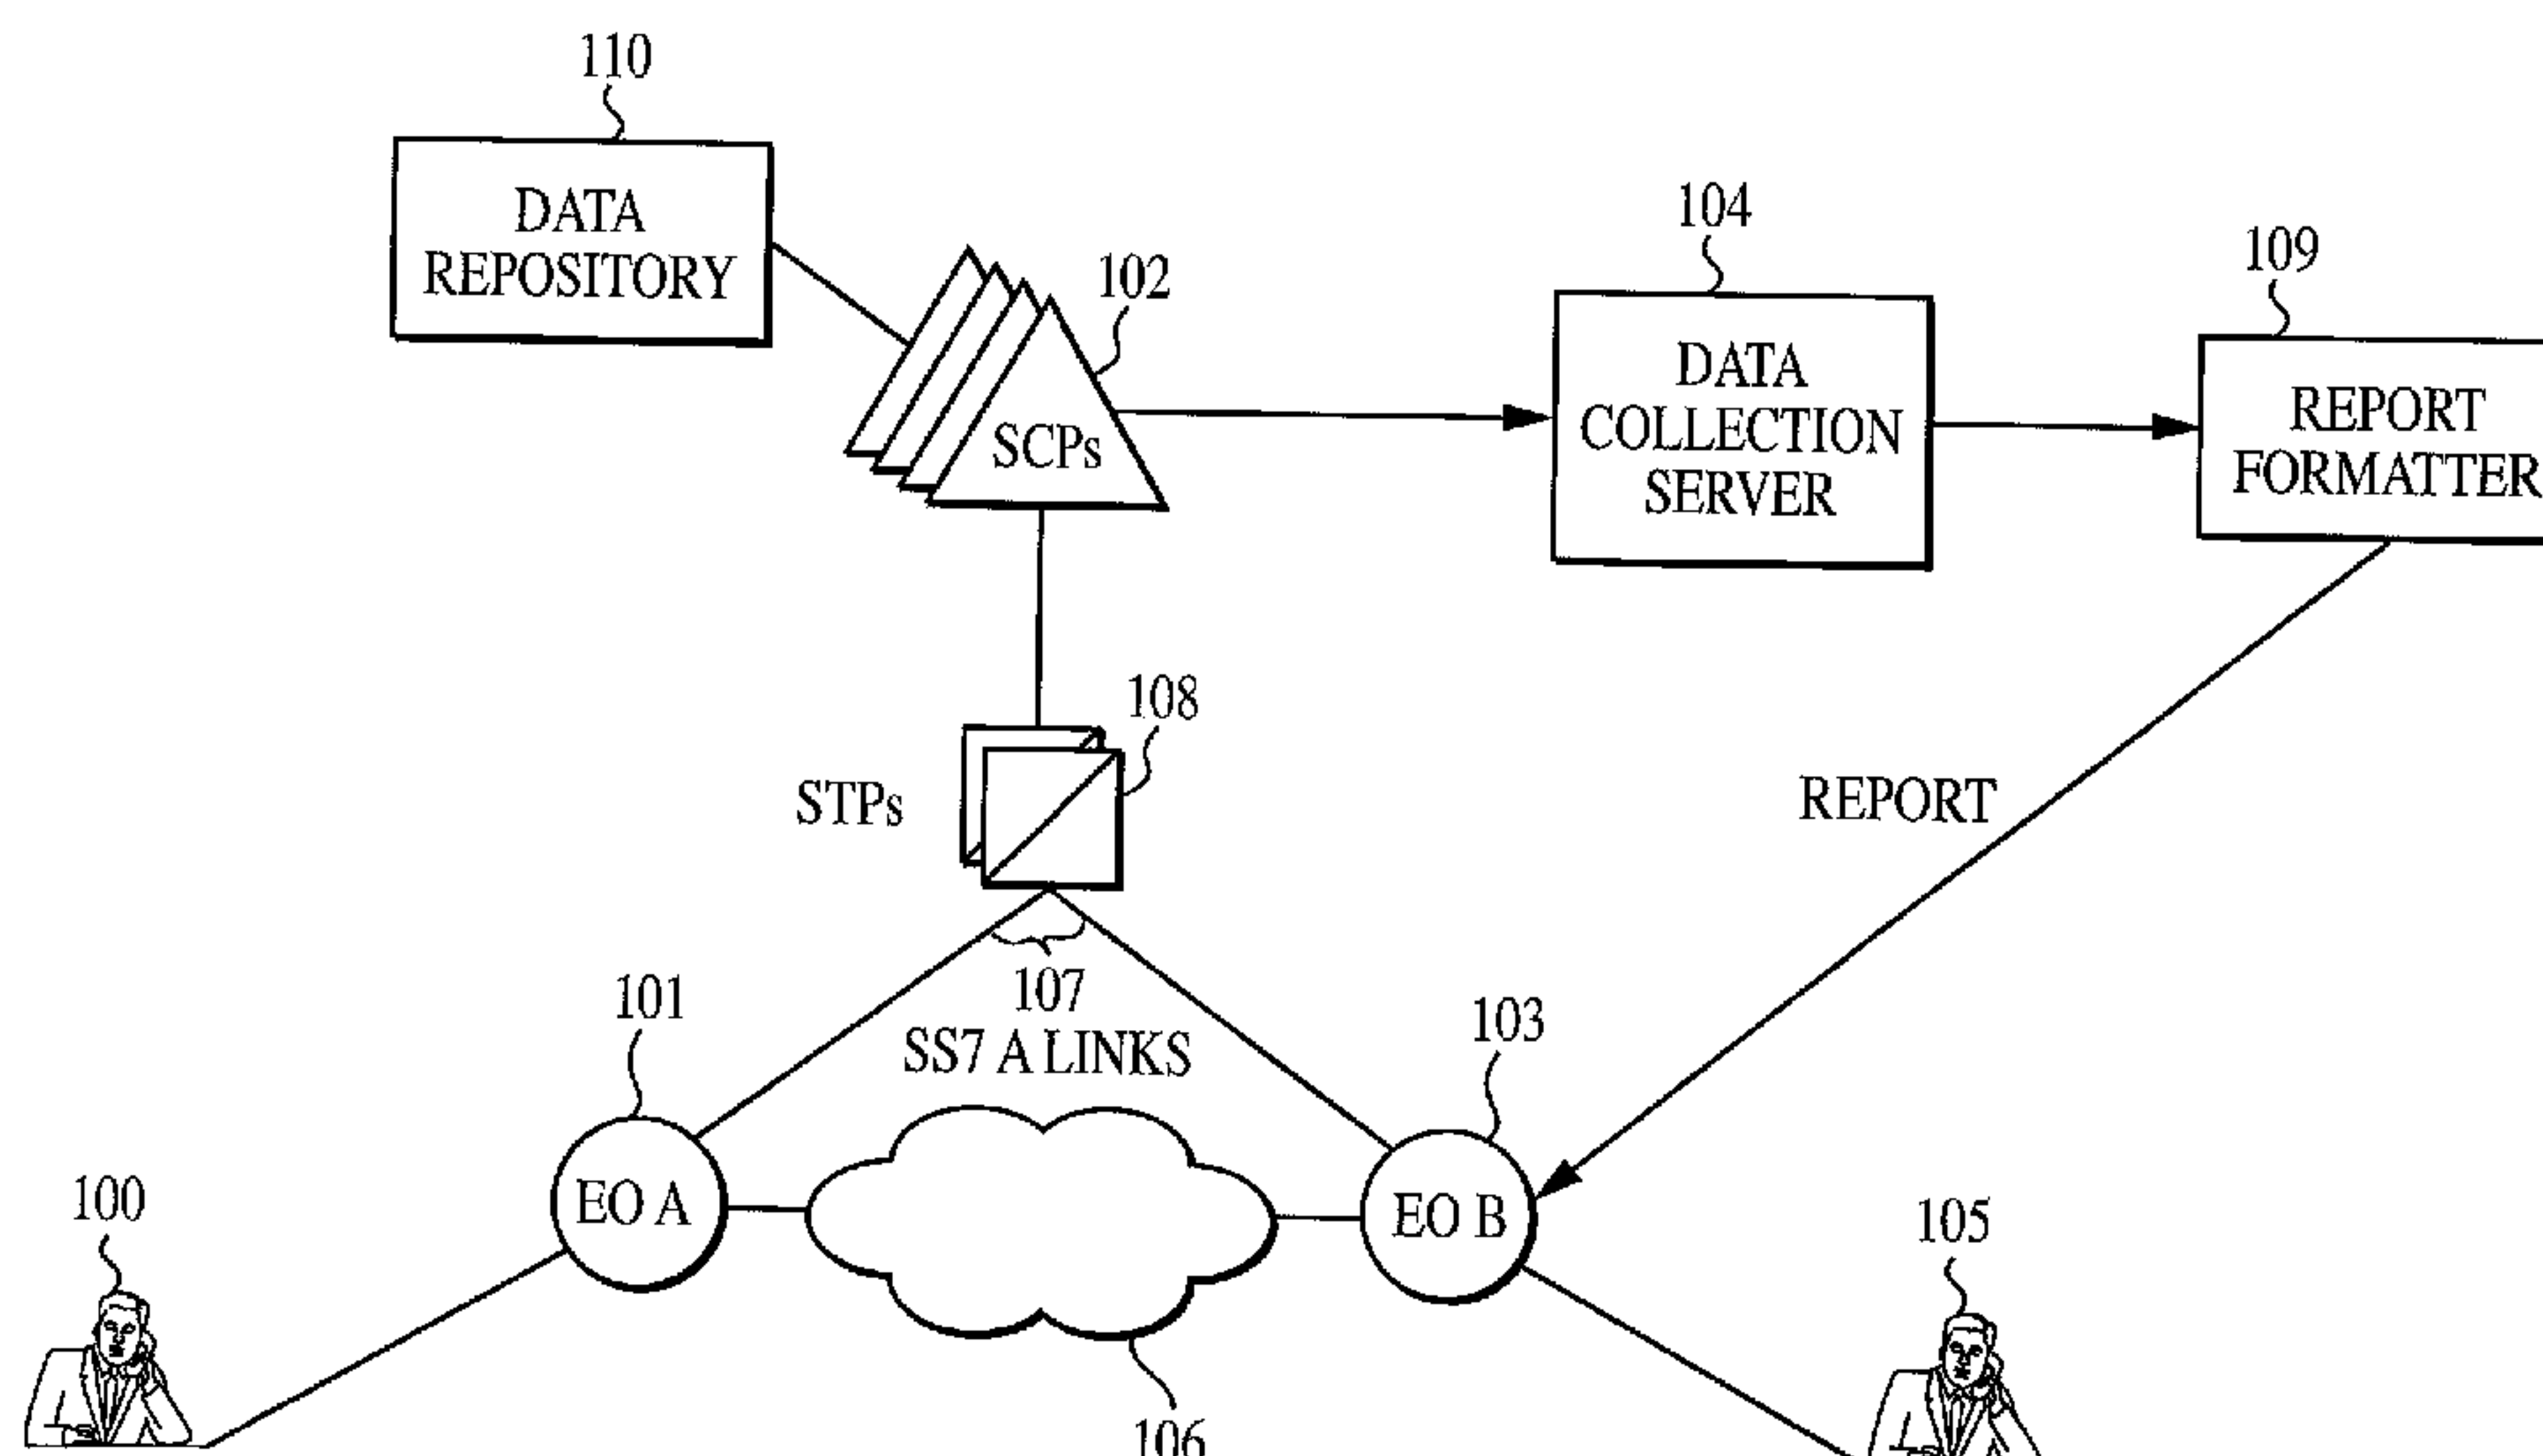 110
DATA
REPOSITORY
102
SCPs
104
DATA
COLLECTION
SERVER
109
REPORT
FORMATTER
108
STPs
REPORT
107
SS7 A LINKS
101
EO A
103
EO B
100
105
106